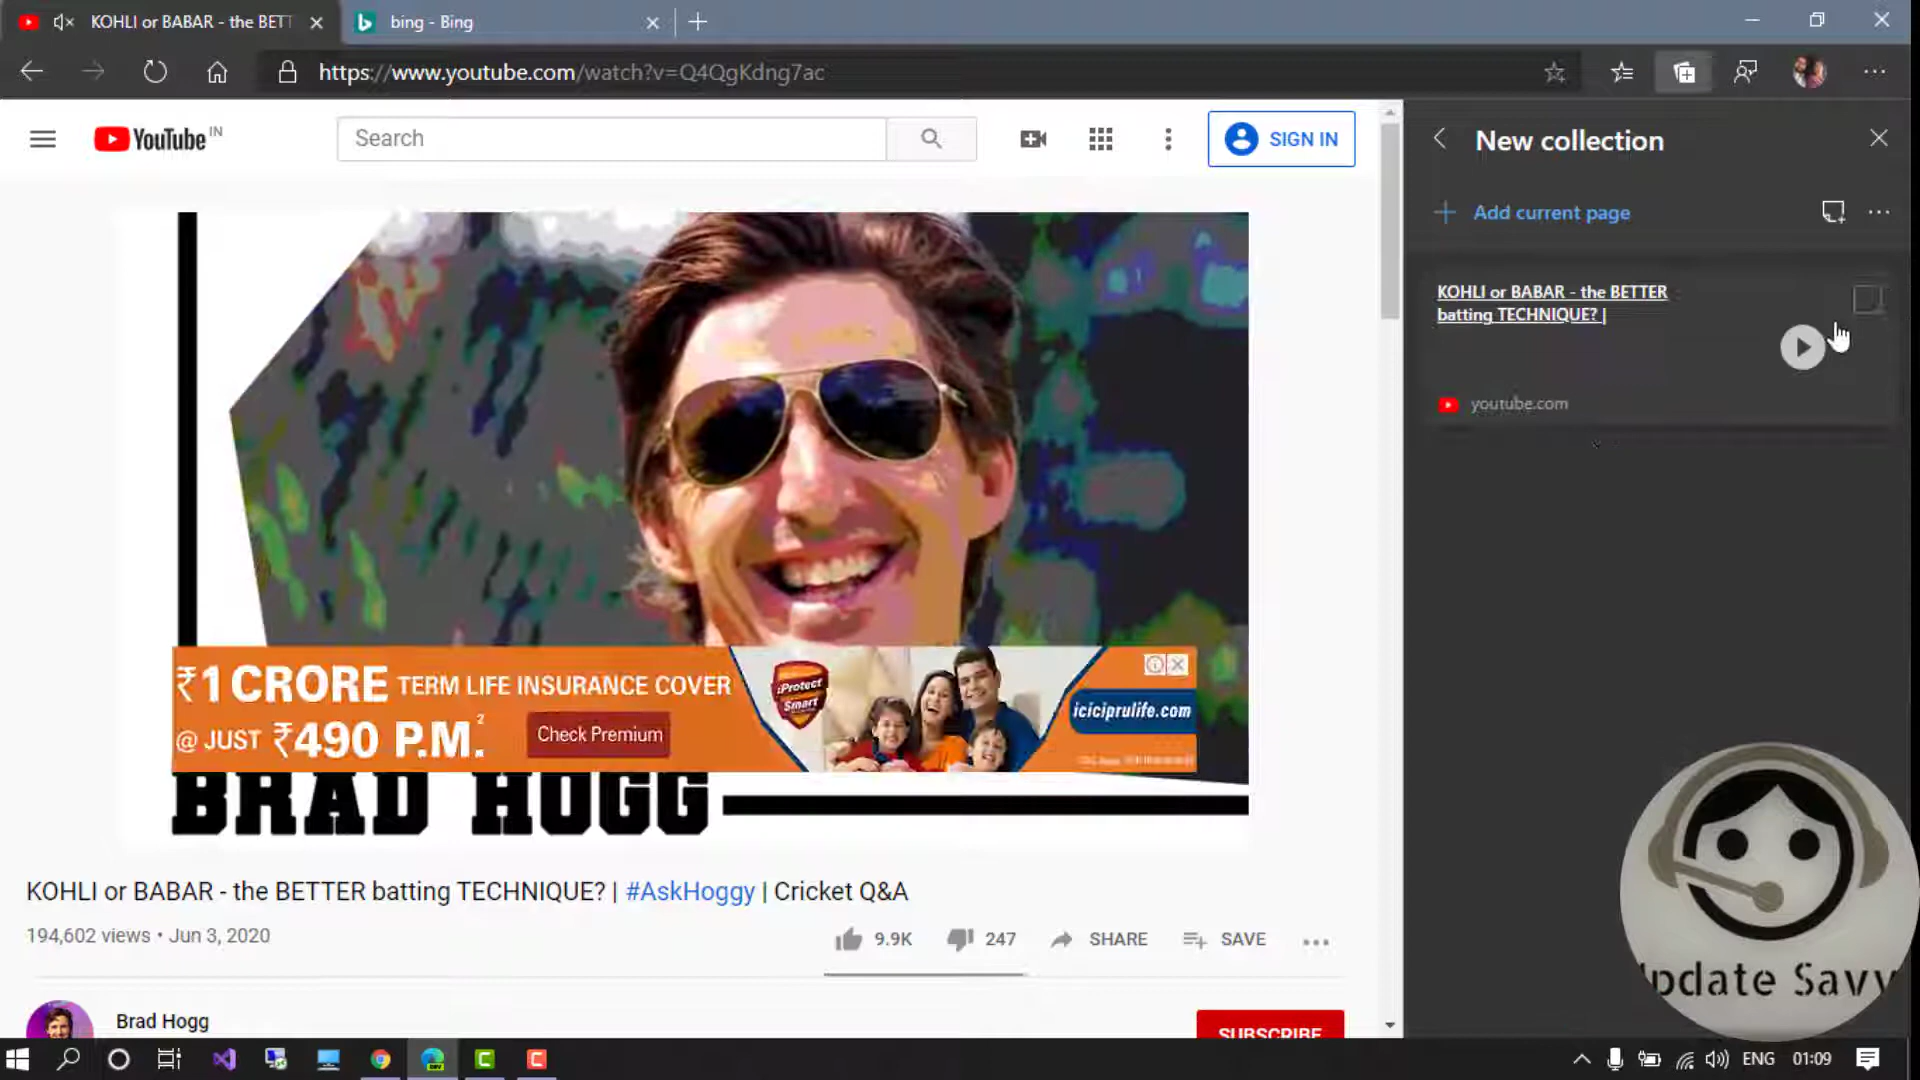 KOHLI or BABAR - the BET
bing - Bing
https://www.youtube.com/watch?v=Q4QgKdng7ac
YouTube IN
Search
SIGN IN
New collection
Add current page
KOHLI or BABAR - the BETTER
batting TECHNIQUE? |
youtube.com
₹1 CRORE TERM LIFE INSURANCE COVER
@ JUST ₹490 P.M.²
Check Premium
iProtect
Smart
iciciprulife.com
BRAD HOGG
KOHLI or BABAR - the BETTER batting TECHNIQUE? | #AskHoggy | Cricket Q&A
194,602 views • Jun 3, 2020
9.9K
247
SHARE
SAVE
Brad Hogg
SUBSCRIBE
pdate Savv
ENG
01:09